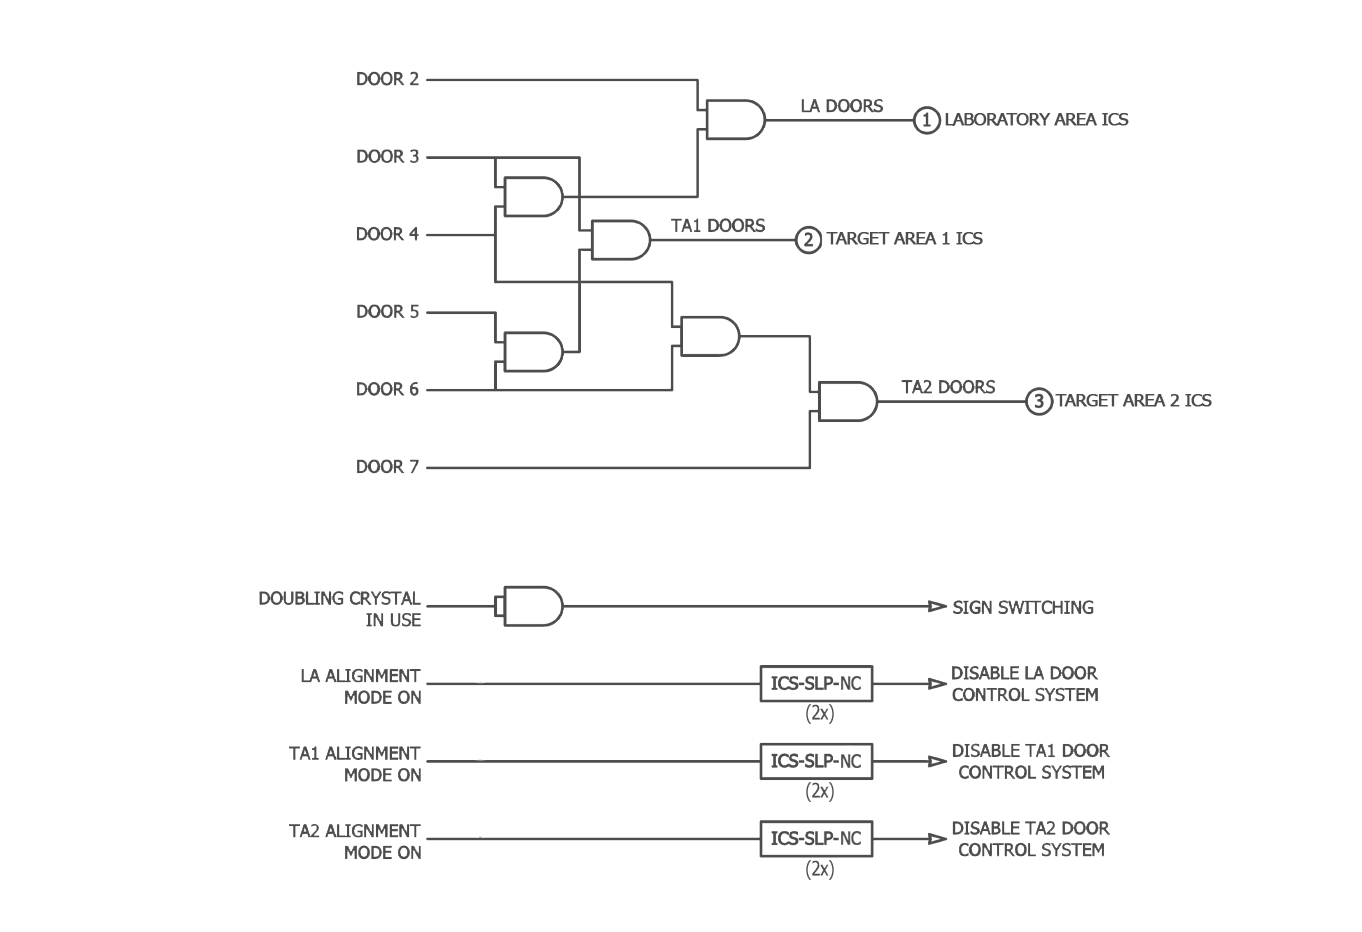 DOOR 2
LA DOORS
1 LABORATORY AREA ICS
DOOR 3
DOOR 4
TA1 DOORS
2 TARGET AREA 1 ICS
DOOR 5
DOOR 6
TA2 DOORS
3 TARGET AREA 2 ICS
DOOR 7
DOUBLING CRYSTAL
IN USE
SIGN SWITCHING
LA ALIGNMENT
MODE ON
ICS-SLP-NC
(2x)
DISABLE LA DOOR
CONTROL SYSTEM
TA1 ALIGNMENT
MODE ON
ICS-SLP-NC
(2x)
DISABLE TA1 DOOR
CONTROL SYSTEM
TA2 ALIGNMENT
MODE ON
ICS-SLP-NC
(2x)
DISABLE TA2 DOOR
CONTROL SYSTEM